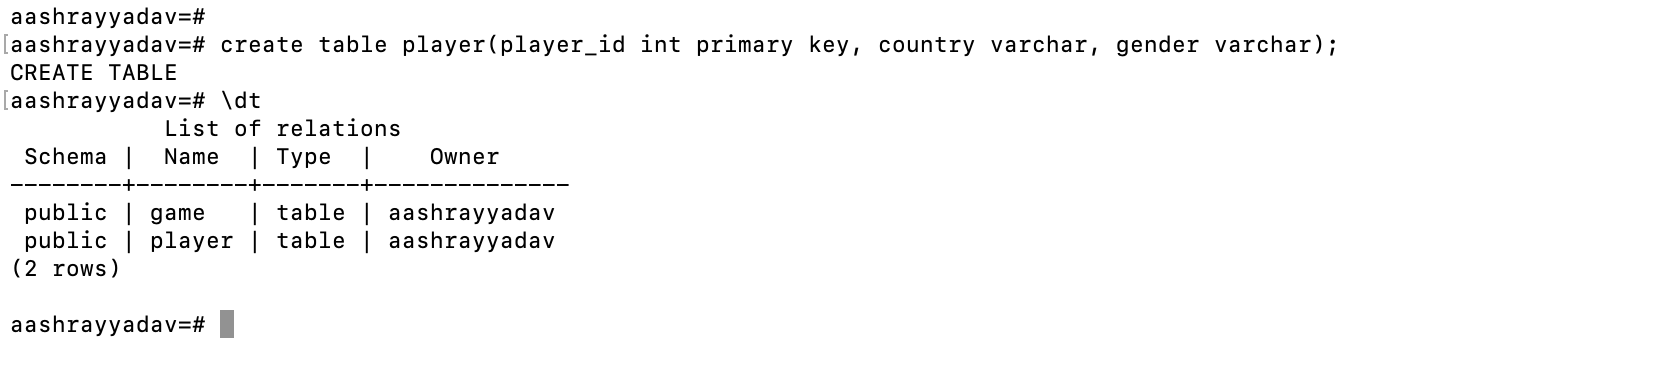 aashrayyadav=#
[aashrayyadav=# create table player(player_id int primary key, country varchar, gender varchar);
CREATE TABLE
[aashrayyadav=# \dt
           List of relations
 Schema |  Name  | Type  |    Owner
--------+--------+-------+--------------
 public | game   | table | aashrayyadav
 public | player | table | aashrayyadav
(2 rows)
aashrayyadav=#